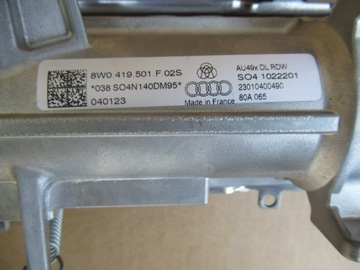 8W0.419.501.F 02S
*038 SO4N140DM95*
040123
Made in France
AU49x DL RDW
SO4 1022201
23010400490
80A 065